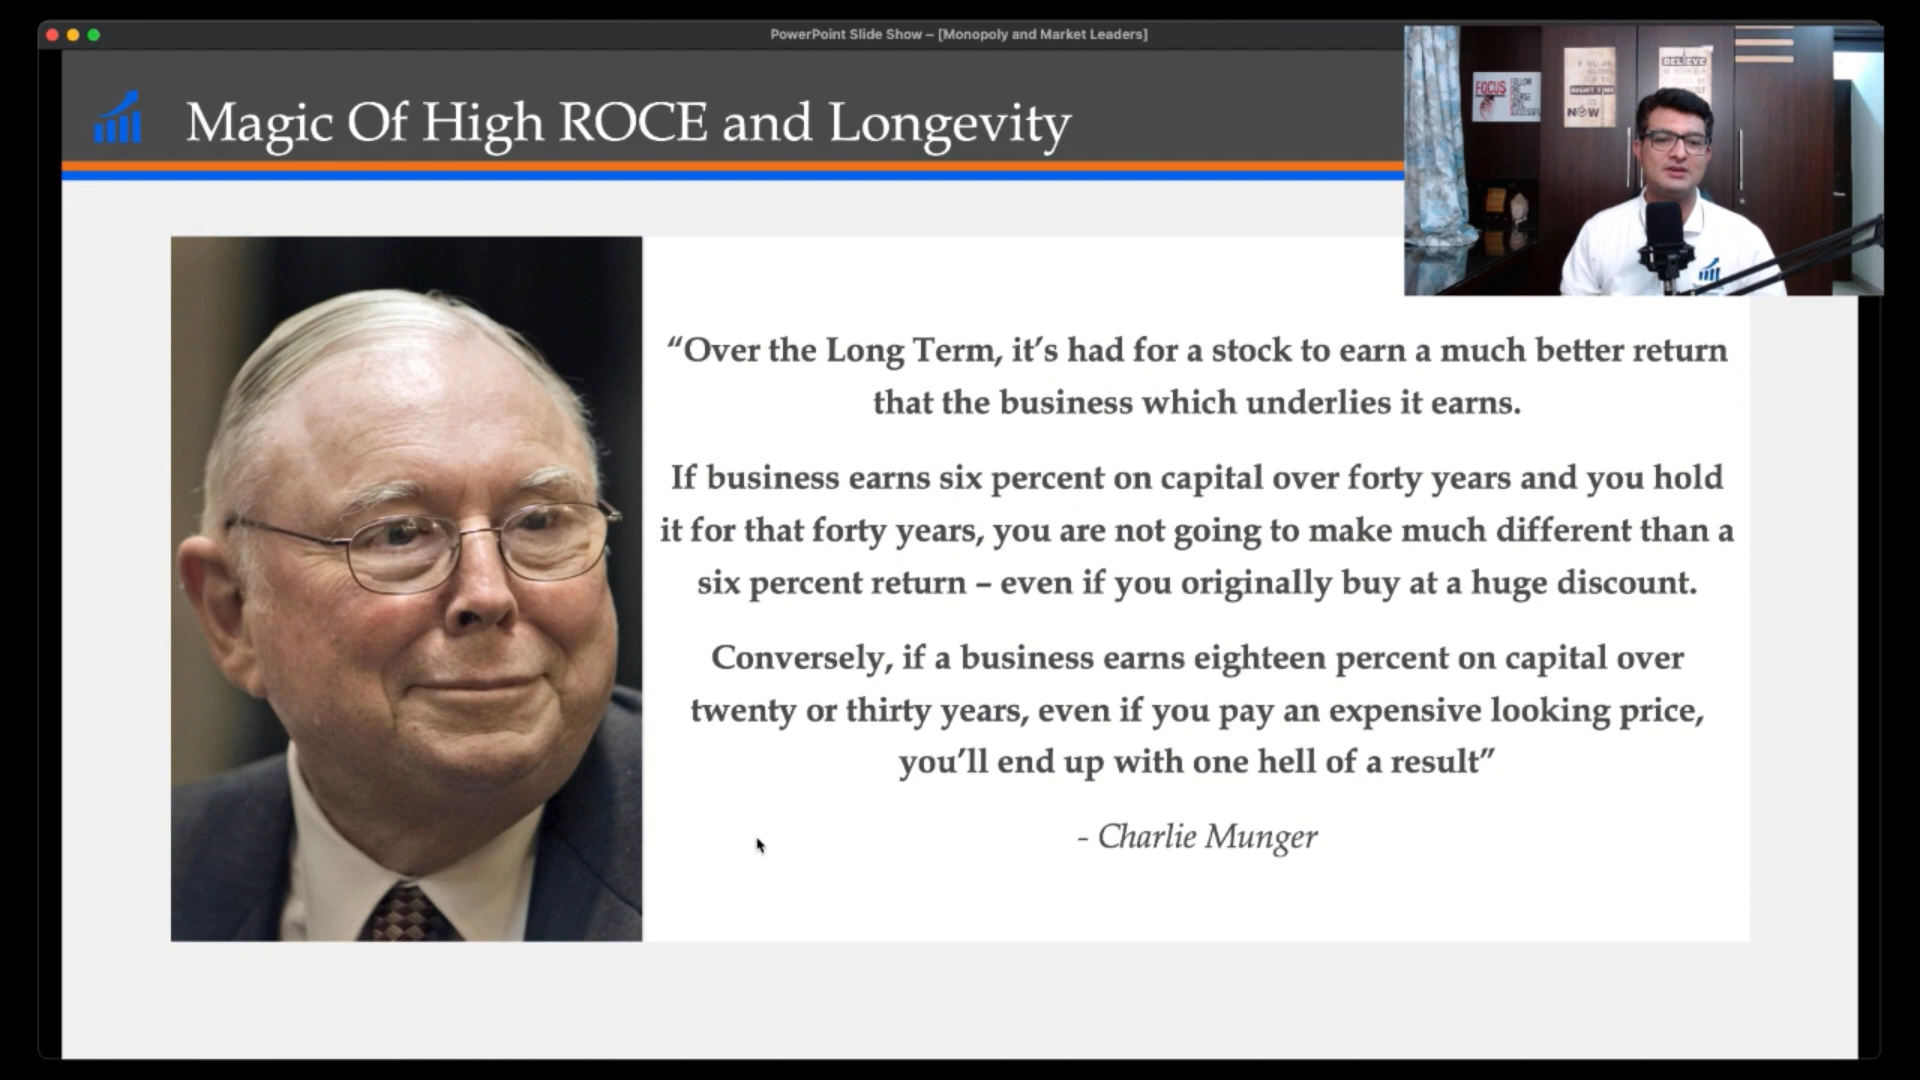 PowerPoint Slide Show – [Monopoly and Market Leaders]
Magic Of High ROCE and Longevity
FOCUS
RIGHT TIME
NOW
BELIEVE
“Over the Long Term, it’s had for a stock to earn a much better return
that the business which underlies it earns.
If business earns six percent on capital over forty years and you hold
it for that forty years, you are not going to make much different than a
six percent return – even if you originally buy at a huge discount.
Conversely, if a business earns eighteen percent on capital over
twenty or thirty years, even if you pay an expensive looking price,
you’ll end up with one hell of a result”
- Charlie Munger